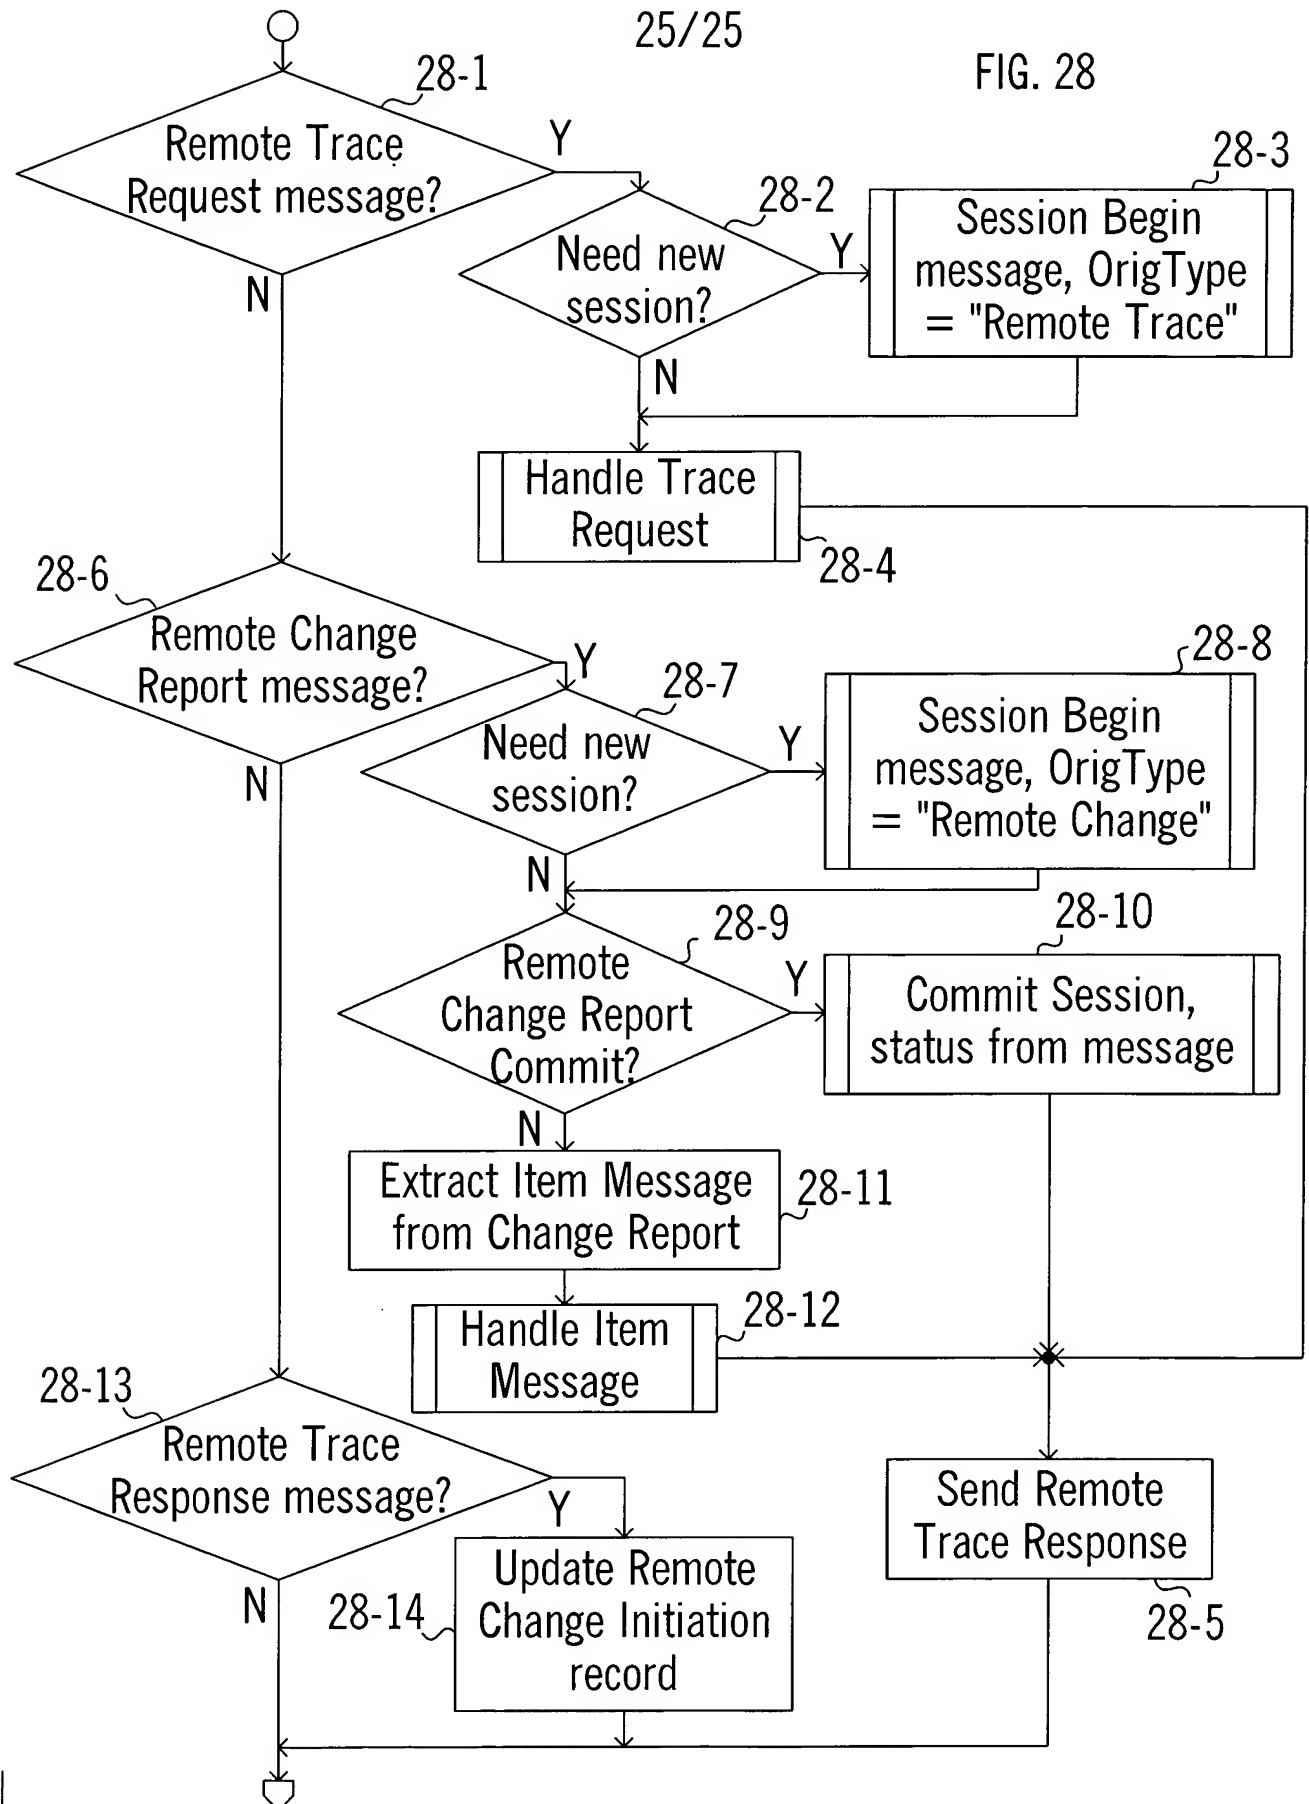 25/25
FIG. 28
28-1
Remote Trace
Request message?
Y
N
28-2
Need new
session?
Y
N
28-3
Session Begin
message, OrigType
= "Remote Trace"
Handle Trace
Request
28-4
28-6
Remote Change
Report message?
Y
N
28-7
Need new
session?
Y
N
28-8
Session Begin
message, OrigType
= "Remote Change"
28-9
Remote
Change Report
Commit?
Y
N
28-10
Commit Session,
status from message
Extract Item Message
from Change Report
28-11
Handle Item
Message
28-12
28-13
Remote Trace
Response message?
Y
N
Update Remote
Change Initiation
record
28-14
Send Remote
Trace Response
28-5